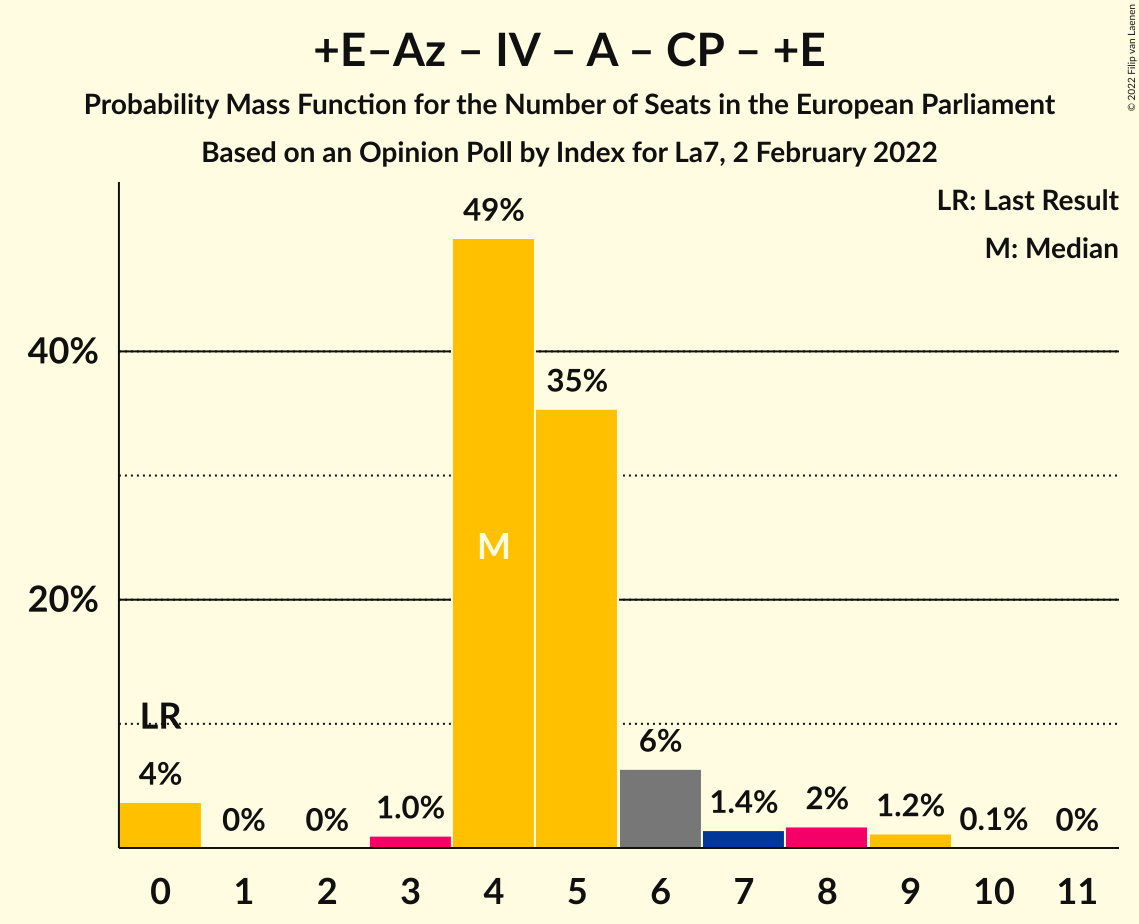 +E–Az – IV – A – CP – +E
Probability Mass Function for the Number of Seats in the European Parliament
Based on an Opinion Poll by Index for La7, 2 February 2022
© 2022 Filip van Laenen
LR: Last Result
M: Median
49%
40%
35%
M
20%
LR
6%
4%
0%
0%
1.0%
1.4%
2%
1.2%
0.1%
0%
0 1 2 3 4 5 6 7 8 9 10 11